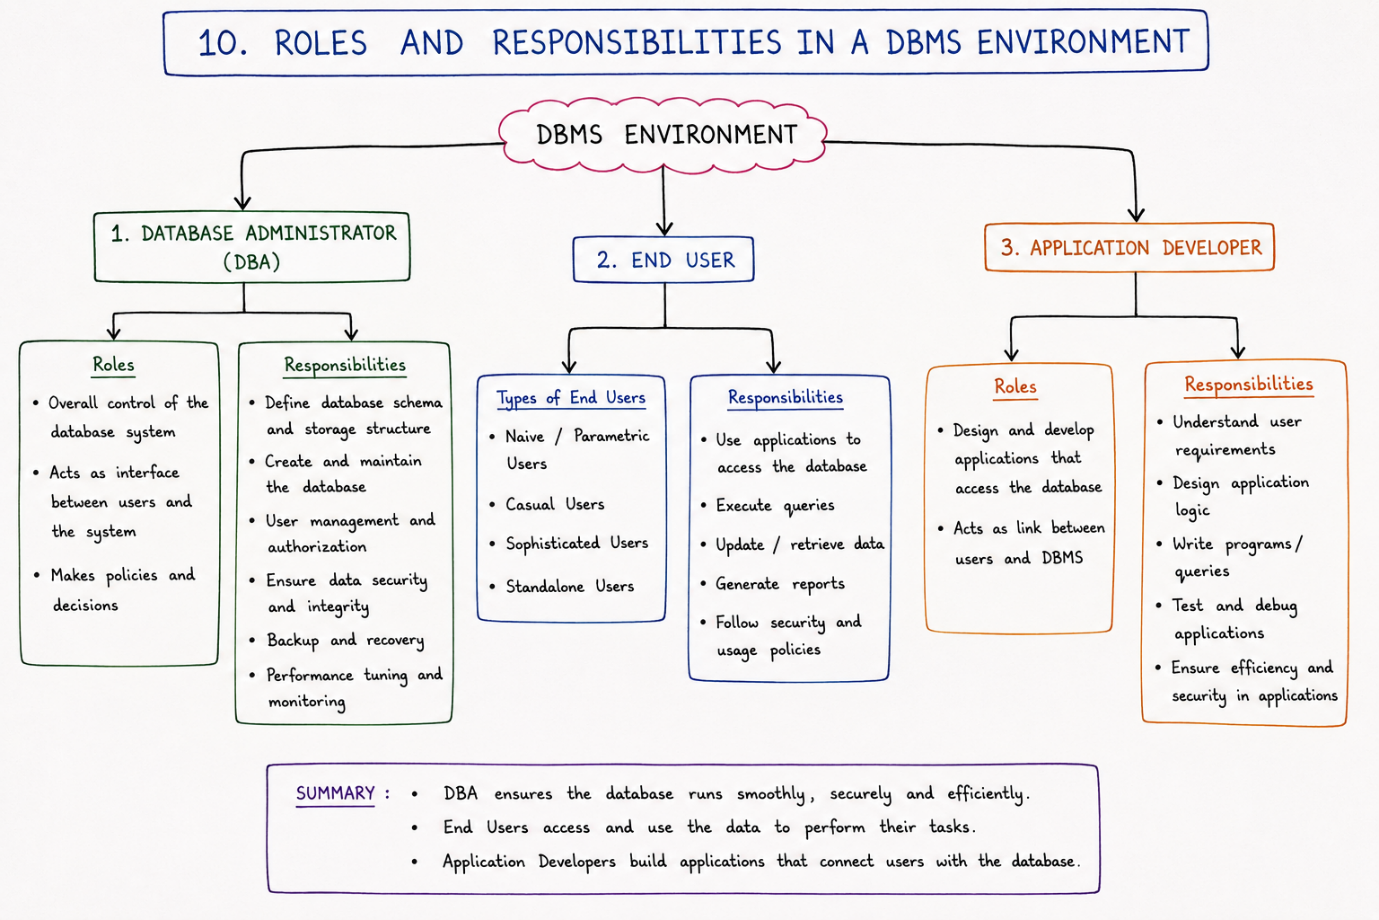 10. ROLES AND RESPONSIBILITIES IN A DBMS ENVIRONMENT
DBMS ENVIRONMENT
1. DATABASE ADMINISTRATOR
(DBA)
Roles
• Overall control of the
database system
• Acts as interface
between users and
the system
• Makes policies and
decisions
Responsibilities
• Define database schema
and storage structure
• Create and maintain
the database
• User management and
authorization
• Ensure data security
and integrity
• Backup and recovery
• Performance tuning and
monitoring
2. END USER
Types of End Users
• Naive / Parametric
Users
• Casual Users
• Sophisticated Users
• Standalone Users
Responsibilities
• Use applications to
access the database
• Execute queries
• Update / retrieve data
• Generate reports
• Follow security and
usage policies
3. APPLICATION DEVELOPER
Roles
• Design and develop
applications that
access the database
• Acts as link between
users and DBMS
Responsibilities
• Understand user
requirements
• Design application
logic
• Write programs/
queries
• Test and debug
applications
• Ensure efficiency and
security in applications
SUMMARY : • DBA ensures the database runs smoothly, securely and efficiently.
• End Users access and use the data to perform their tasks.
• Application Developers build applications that connect users with the database.